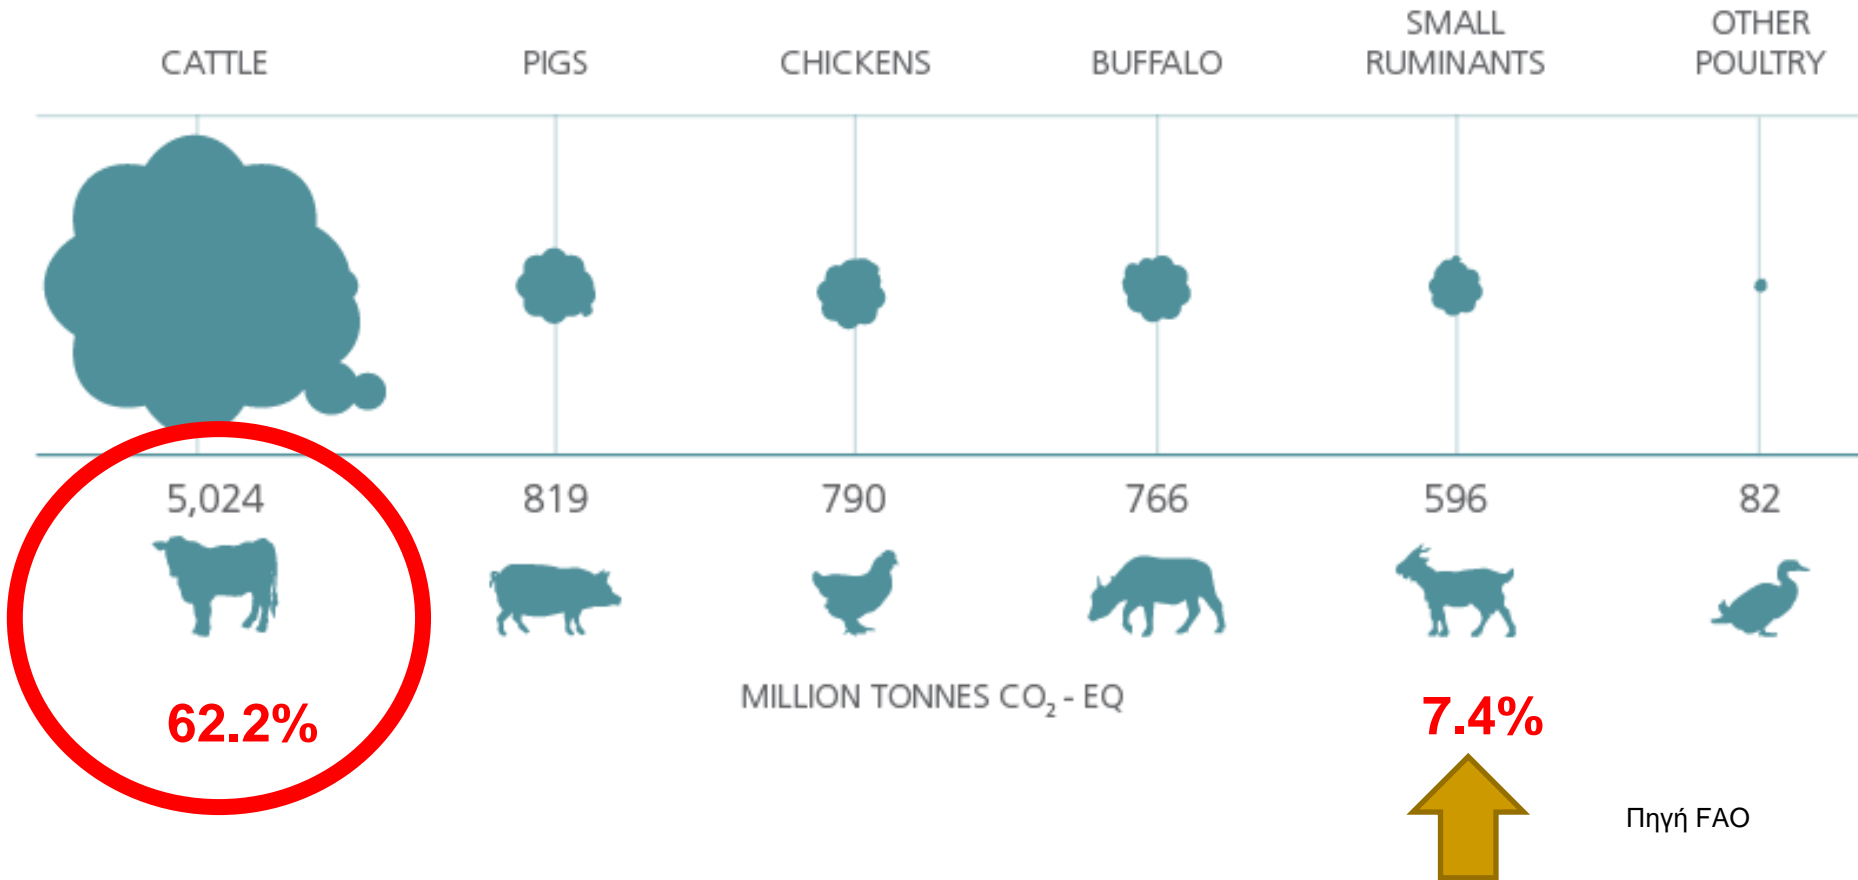 CATTLE
PIGS
CHICKENS
BUFFALO
SMALL
RUMINANTS
OTHER
POULTRY
5,024
819
790
766
596
82
MILLION TONNES CO₂ - EQ
62.2%
7.4%
Πηγή FAO